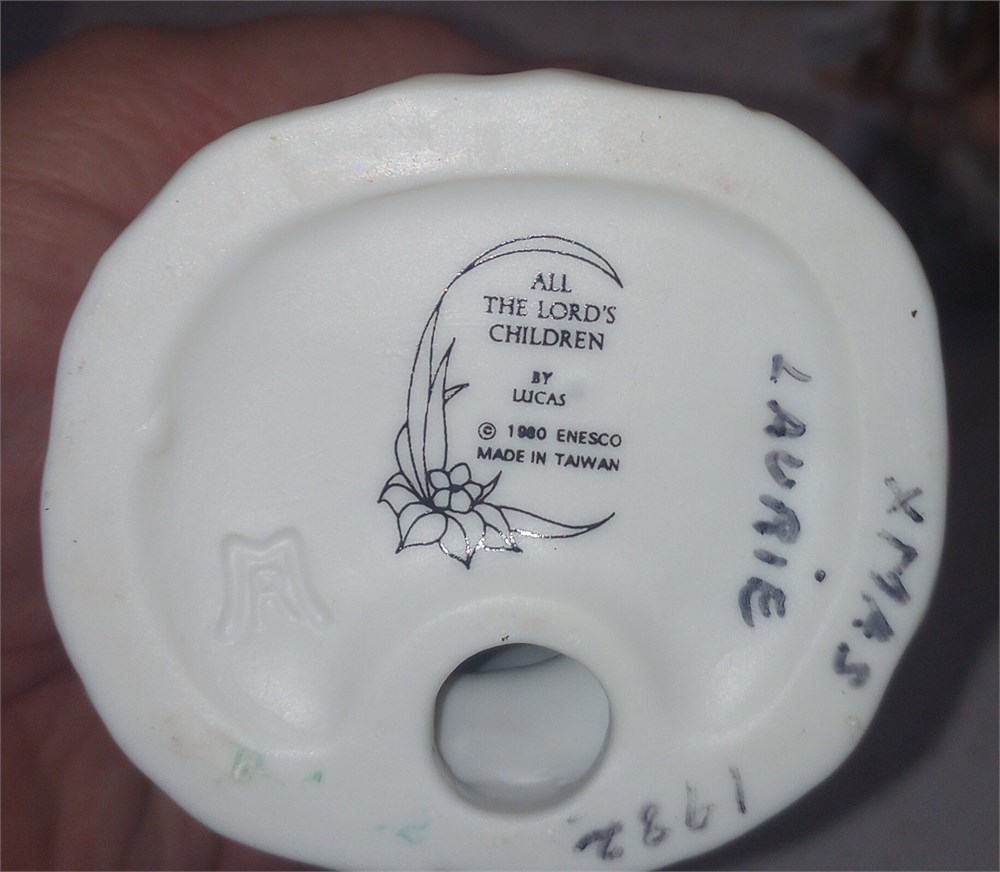 ALL
THE LORD'S
CHILDREN
BY
LUCAS
© 1980 ENESCO
MADE IN TAIWAN
LAURIE
XMAS
1982